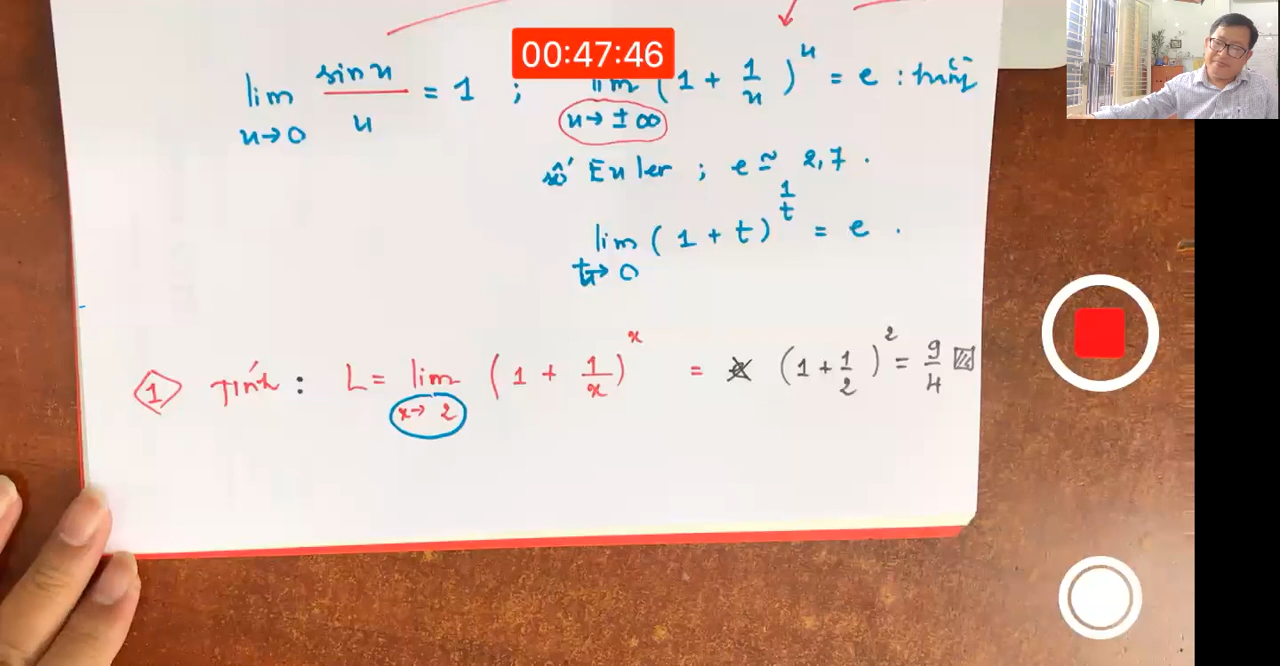 00:47:46
lim u→0 sin u / u = 1 ; lim u→±∞ (1 + 1/u)^u = e :
số Euler ; e ≃ 2,7 .
lim t→0 (1 + t)^(1/t) = e .
1 Tính : L = lim x→2 (1 + 1/x)^x = (1 + 1/2)^2 = 9/4